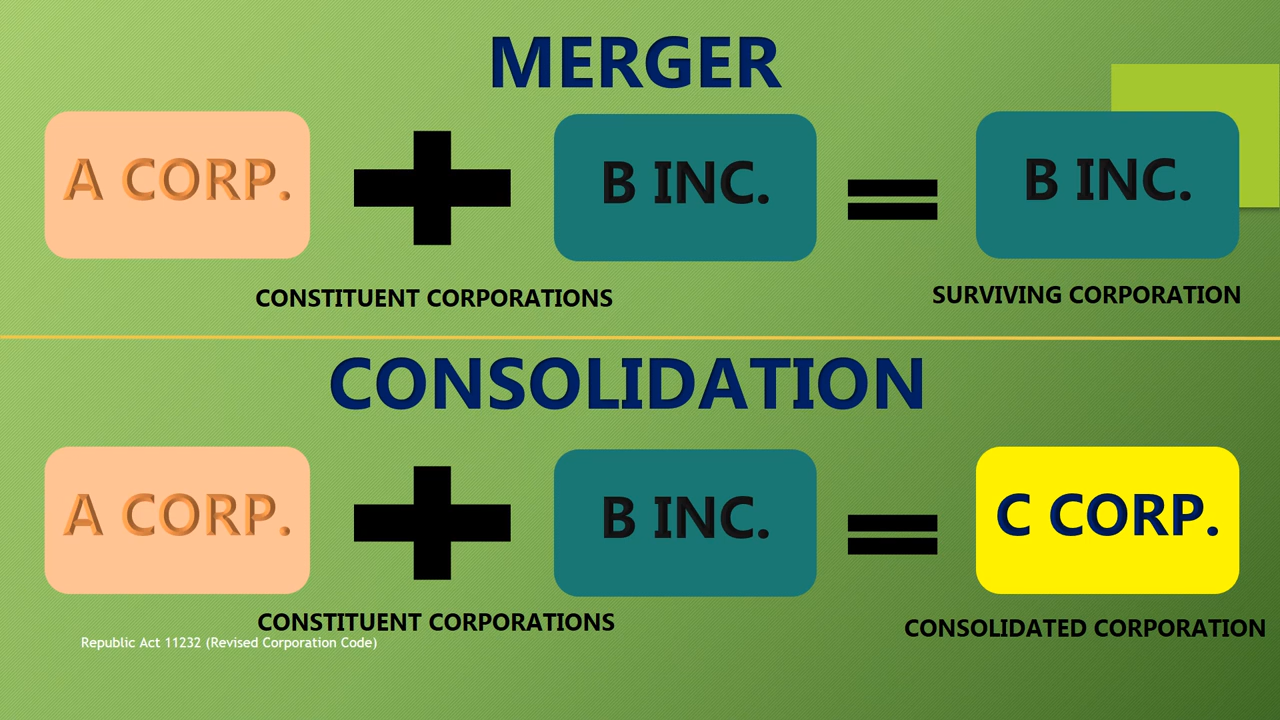 MERGER
A CORP.
B INC.
B INC.
CONSTITUENT CORPORATIONS
SURVIVING CORPORATION
CONSOLIDATION
A CORP.
B INC.
C CORP.
CONSTITUENT CORPORATIONS
CONSOLIDATED CORPORATION
Republic Act 11232 (Revised Corporation Code)